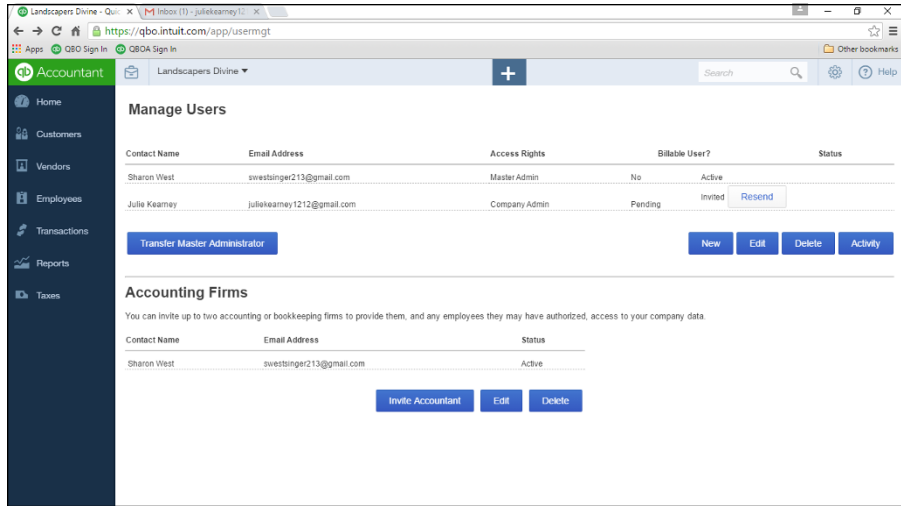 Landscapers Divine - Quic
Inbox (1) - juliekearney12
https://qbo.intuit.com/app/usermgt
Apps QBO Sign In QBOA Sign In Other bookmarks
qb Accountant Landscapers Divine Search Help
Home
Customers
Vendors
Employees
Transactions
Reports
Taxes
Manage Users
Contact Name Email Address Access Rights Billable User? Status
Sharon West swestsinger213@gmail.com Master Admin No Active
Julie Kearney juliekearney1212@gmail.com Company Admin Pending Invited Resend
Transfer Master Administrator New Edit Delete Activity
Accounting Firms
You can invite up to two accounting or bookkeeping firms to provide them, and any employees they may have authorized, access to your company data.
Contact Name Email Address Status
Sharon West swestsinger213@gmail.com Active
Invite Accountant Edit Delete